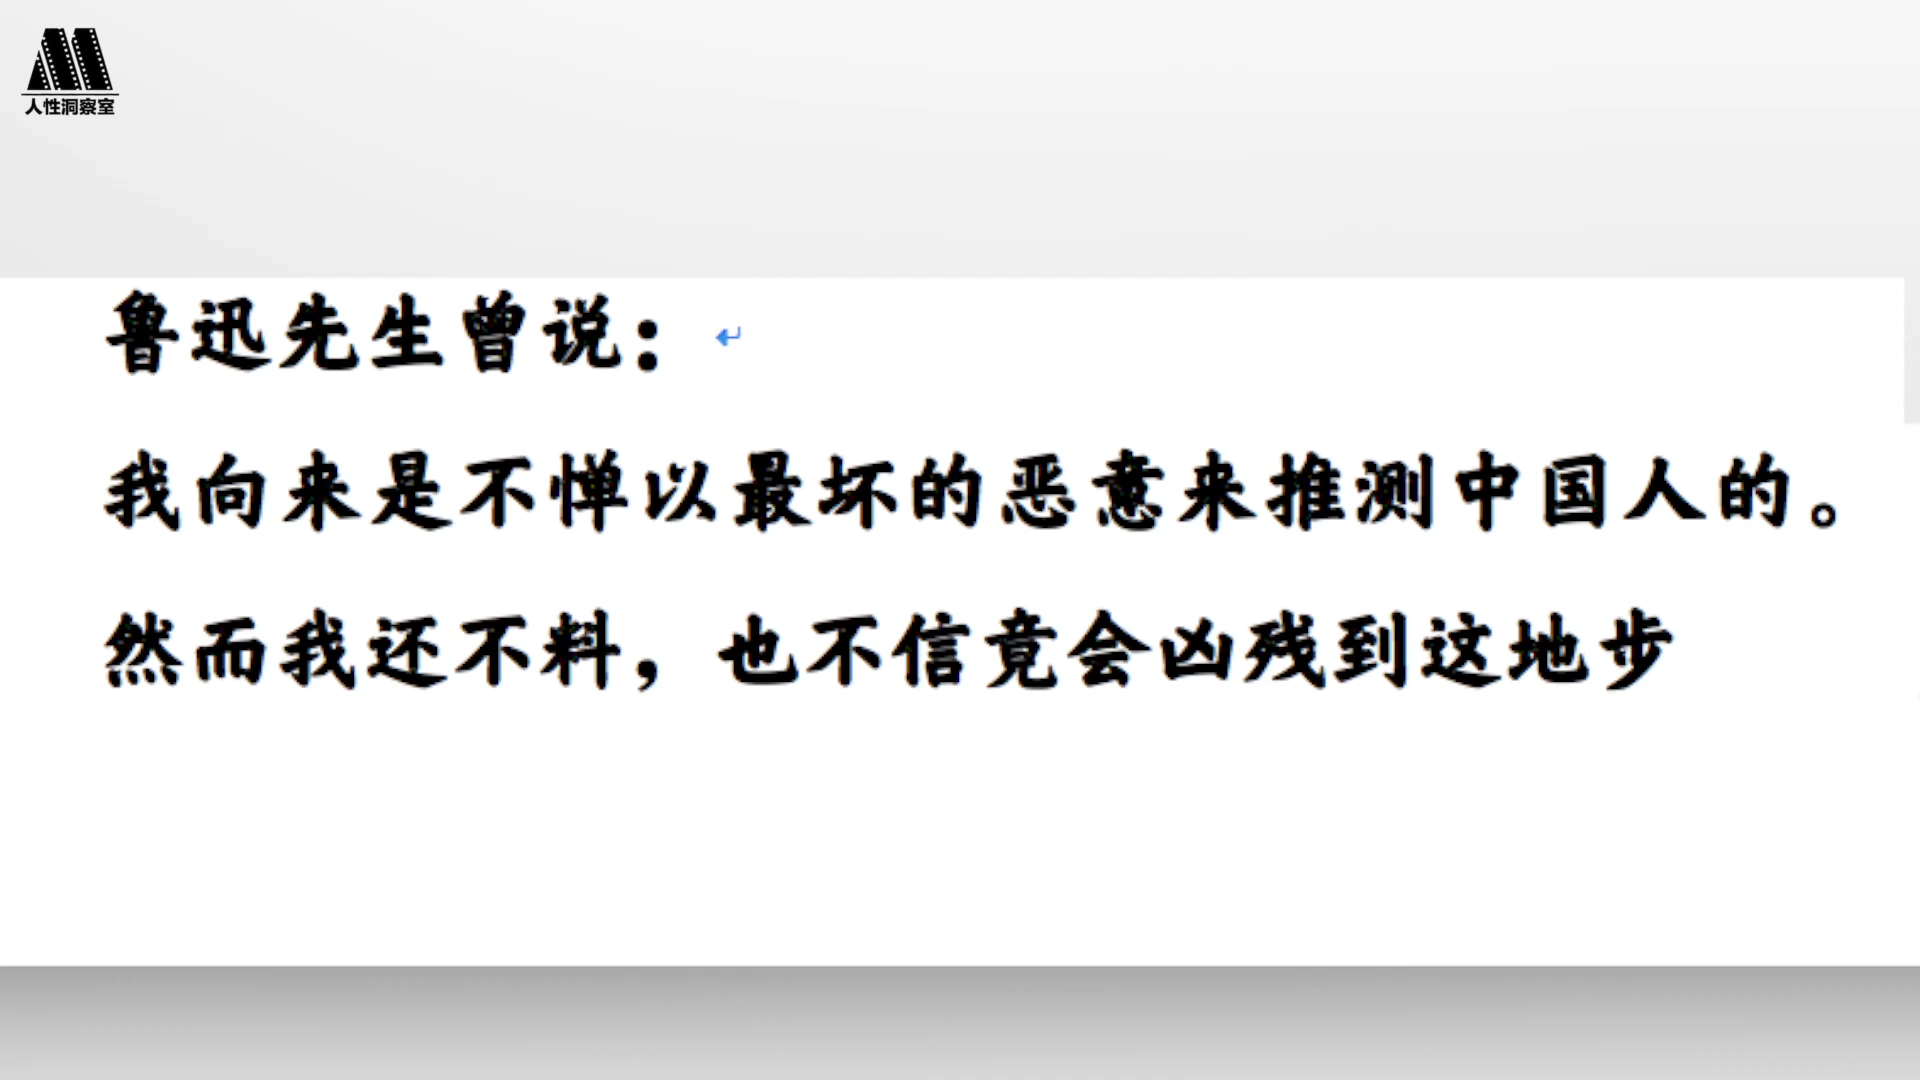 人性洞察室
鲁迅先生曾说：
我向来是不惮以最坏的恶意来推测中国人的。
然而我还不料，也不信竟会凶残到这地步